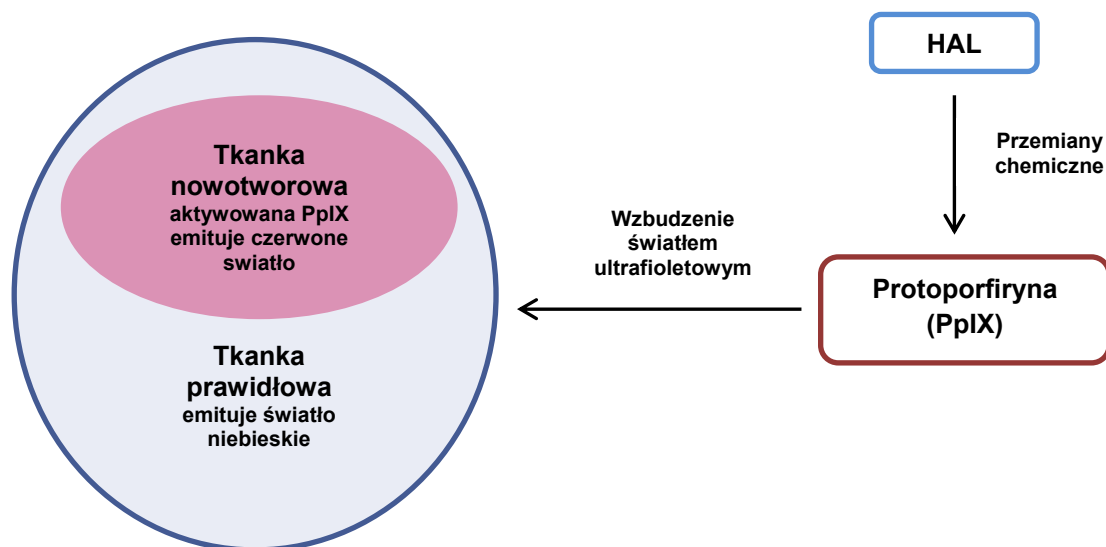 HAL
Przemiany
chemiczne
Protoporfiryna
(PpIX)
Wzbudzenie
światłem
ultrafioletowym
Tkanka
nowotworowa
aktywowana PpIX
emituje czerwone
swiatło
Tkanka
prawidłowa
emituje światło
niebieskie